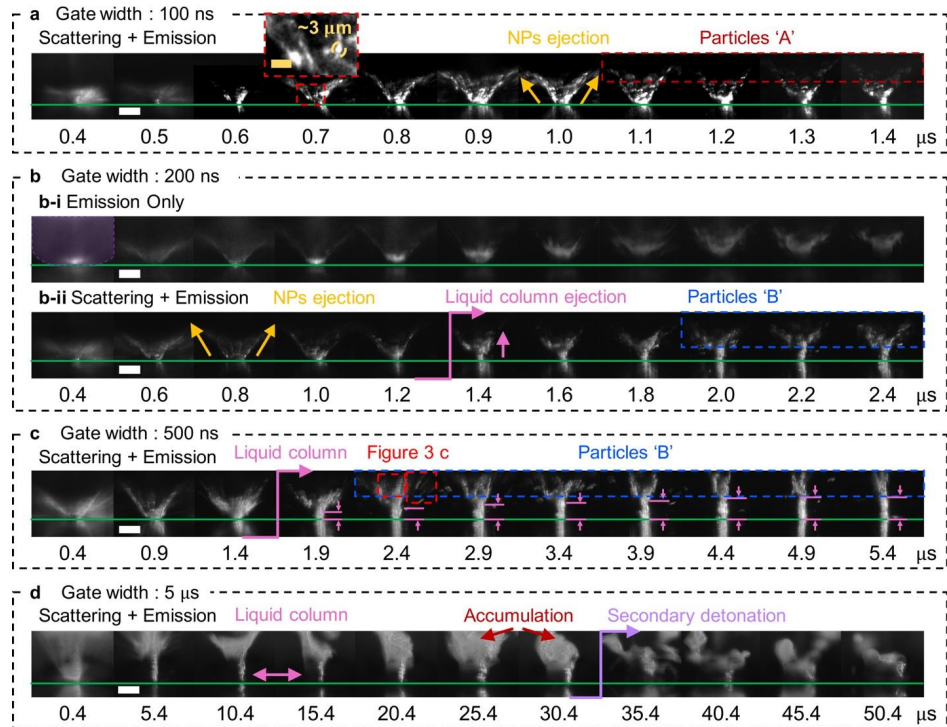 a Gate width : 100 ns
Scattering + Emission
~3 μm
NPs ejection
Particles ‘A’
0.4 0.5 0.6 0.7 0.8 0.9 1.0 1.1 1.2 1.3 1.4 μs
b Gate width : 200 ns
b-i Emission Only
b-ii Scattering + Emission
NPs ejection
Liquid column ejection
Particles ‘B’
0.4 0.6 0.8 1.0 1.2 1.4 1.6 1.8 2.0 2.2 2.4 μs
c Gate width : 500 ns
Scattering + Emission
Liquid column
Figure 3 c
Particles ‘B’
0.4 0.9 1.4 1.9 2.4 2.9 3.4 3.9 4.4 4.9 5.4 μs
d Gate width : 5 μs
Scattering + Emission
Liquid column
Accumulation
Secondary detonation
0.4 5.4 10.4 15.4 20.4 25.4 30.4 35.4 40.4 45.4 50.4 μs